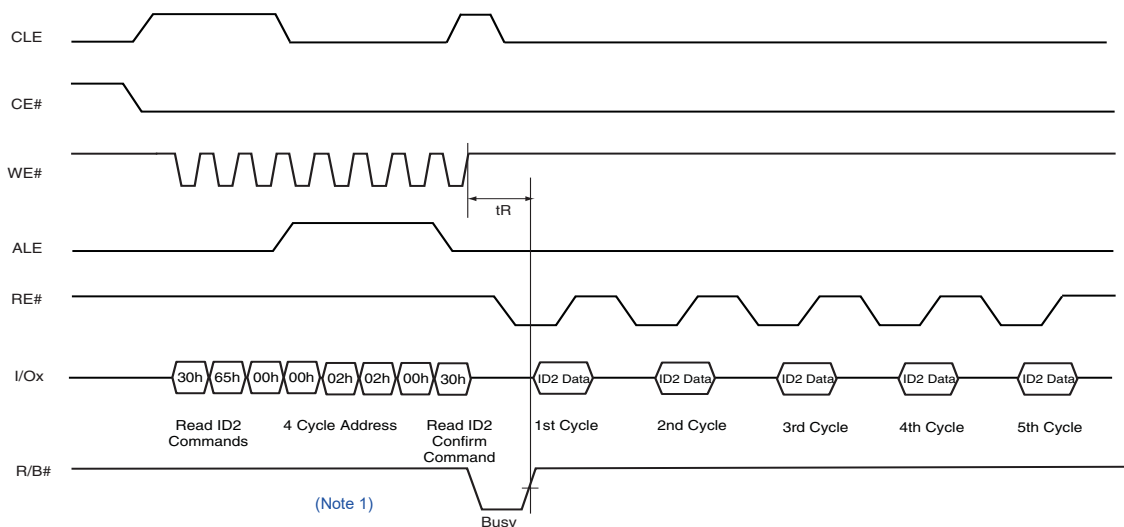 CLE
CE#
WE#
tR
ALE
RE#
I/Ox
30h 65h 00h 00h 02h 02h 00h 30h ID2 Data ID2 Data ID2 Data ID2 Data ID2 Data
Read ID2
Commands
4 Cycle Address
Read ID2
Confirm
Command
1st Cycle
2nd Cycle
3rd Cycle
4th Cycle
5th Cycle
R/B#
(Note 1)
Busy